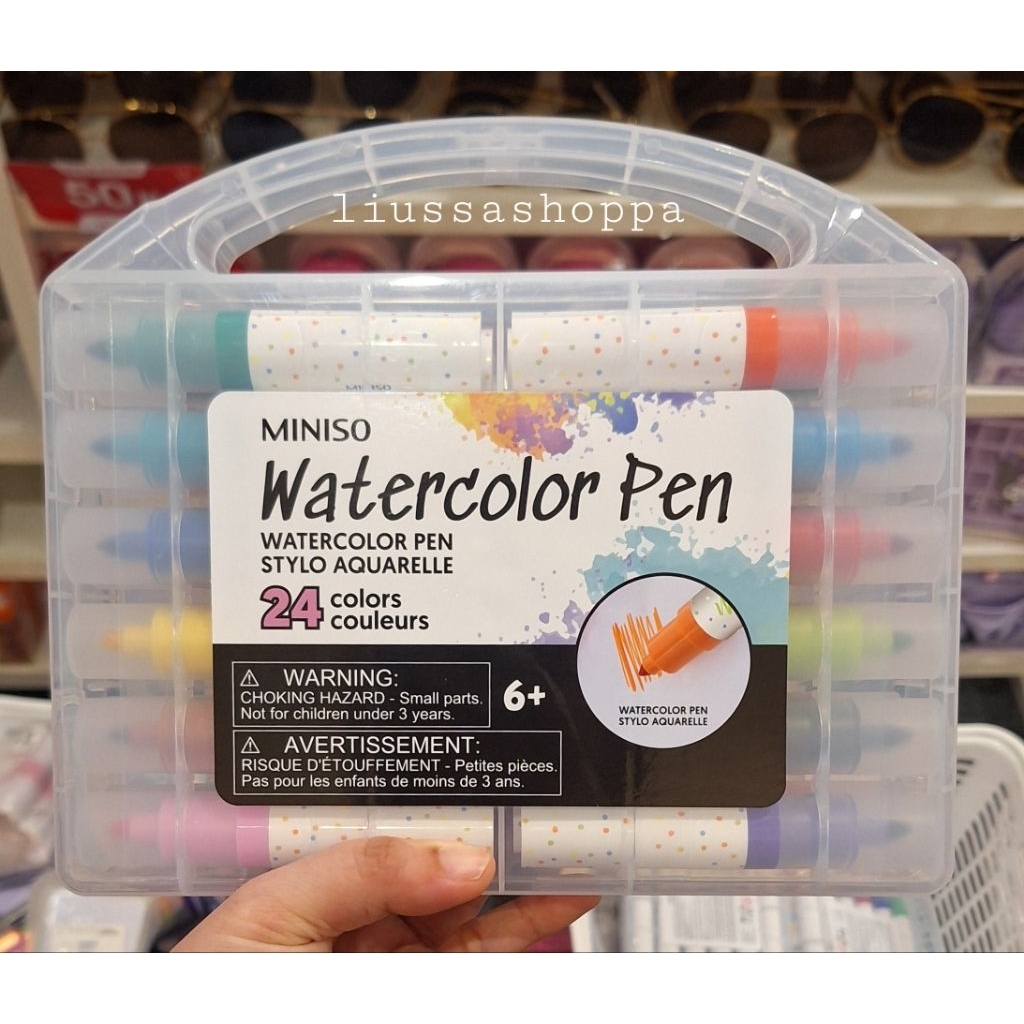 50
liussashoppa
MINISO
MINISO
Watercolor Pen
WATERCOLOR PEN
STYLO AQUARELLE
24 colors
couleurs
WARNING:
CHOKING HAZARD - Small parts.
Not for children under 3 years.
6+
AVERTISSEMENT:
RISQUE D'ÉTOUFFEMENT - Petites pièces.
Pas pour les enfants de moins de 3 ans.
WATERCOLOR PEN
STYLO AQUARELLE